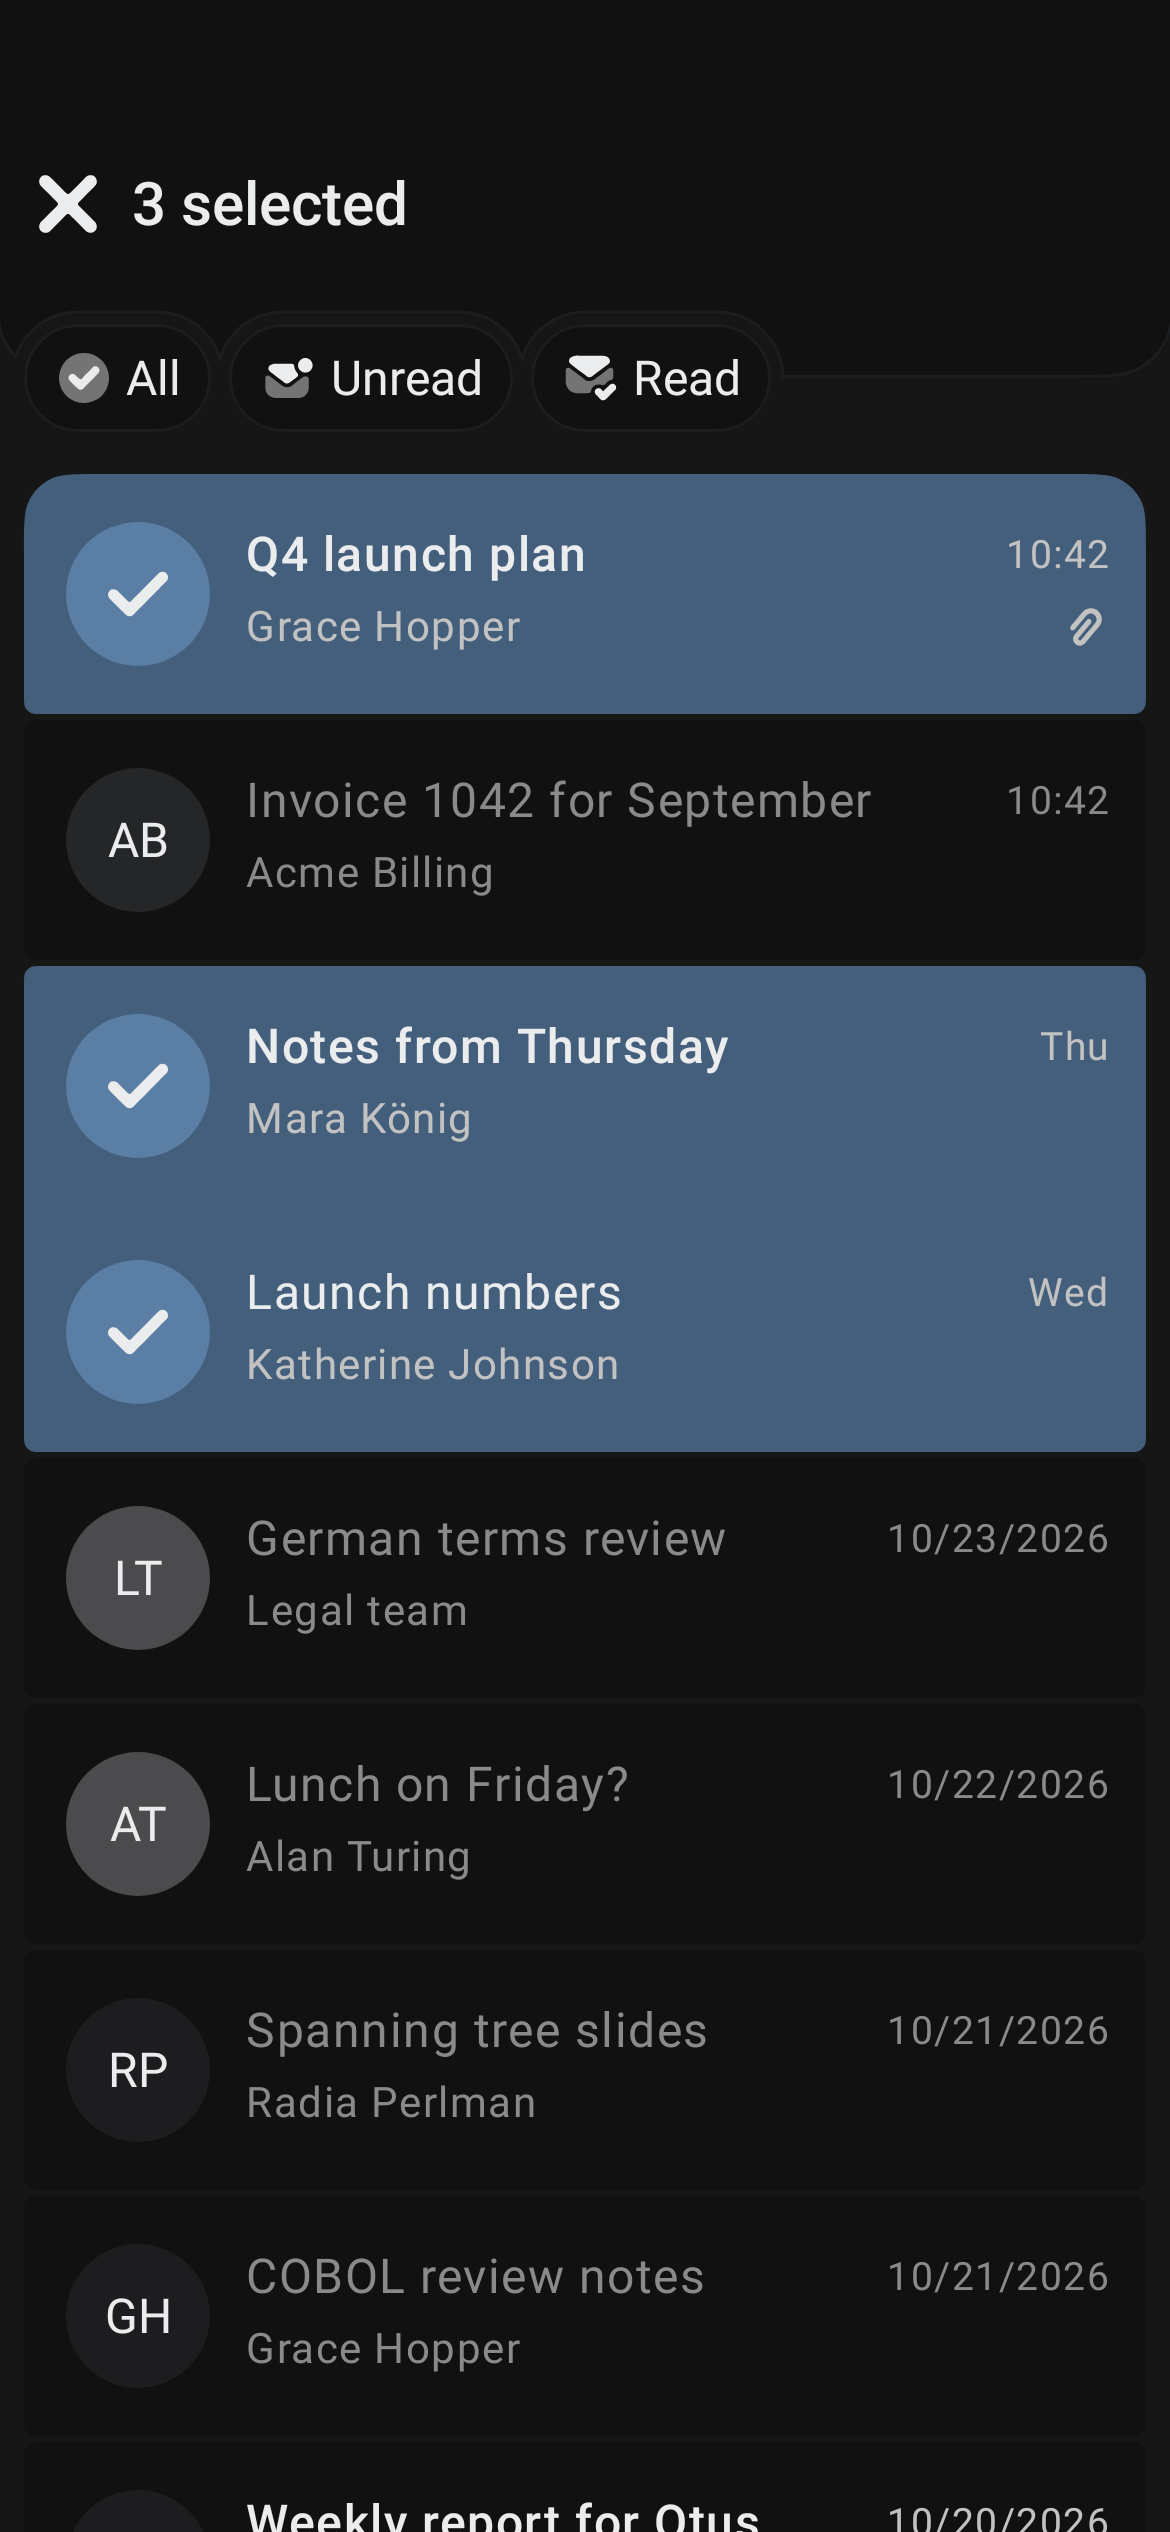 3 selected
All
Unread
Read
Q4 launch plan
10:42
Grace Hopper
AB
Invoice 1042 for September
10:42
Acme Billing
Notes from Thursday
Thu
Mara König
Launch numbers
Wed
Katherine Johnson
LT
German terms review
10/23/2026
Legal team
AT
Lunch on Friday?
10/22/2026
Alan Turing
RP
Spanning tree slides
10/21/2026
Radia Perlman
GH
COBOL review notes
10/21/2026
Grace Hopper
Weekly report for Otus
10/20/2026